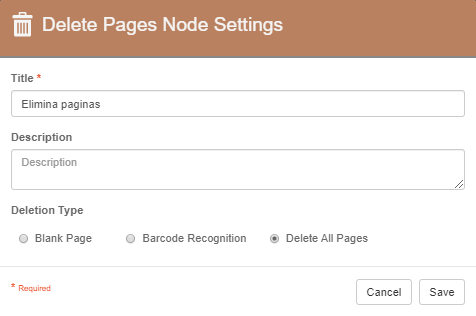 Delete Pages Node Settings
Title *
Elimina paginas
Description
Description
Deletion Type
Blank Page Barcode Recognition Delete All Pages
* Required Cancel Save